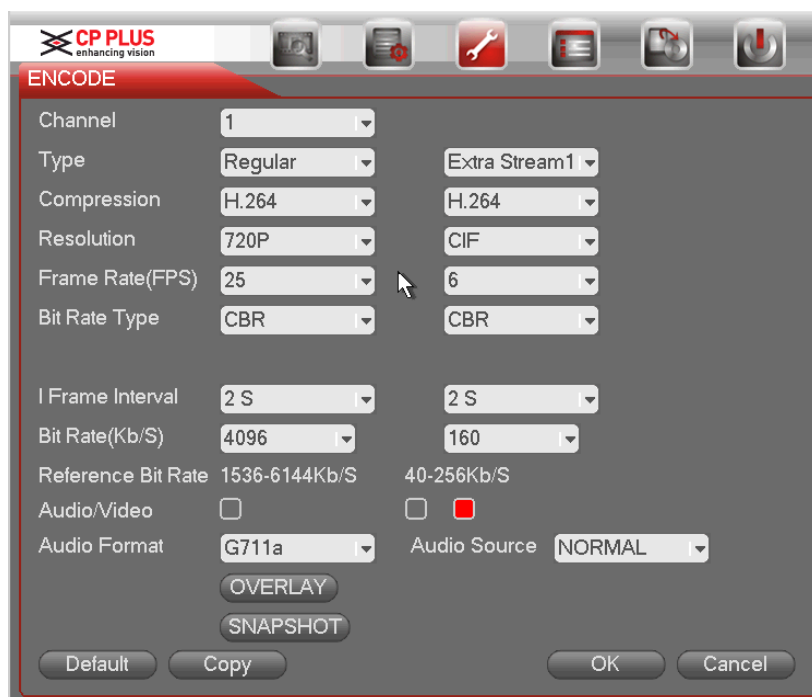 CP PLUS
enhancing vision
ENCODE
Channel 1
Type Regular Extra Stream1
Compression H.264 H.264
Resolution 720P CIF
Frame Rate(FPS) 25 6
Bit Rate Type CBR CBR
I Frame Interval 2 S 2 S
Bit Rate(Kb/S) 4096 160
Reference Bit Rate 1536-6144Kb/S 40-256Kb/S
Audio/Video
Audio Format G711a Audio Source NORMAL
OVERLAY
SNAPSHOT
Default Copy OK Cancel